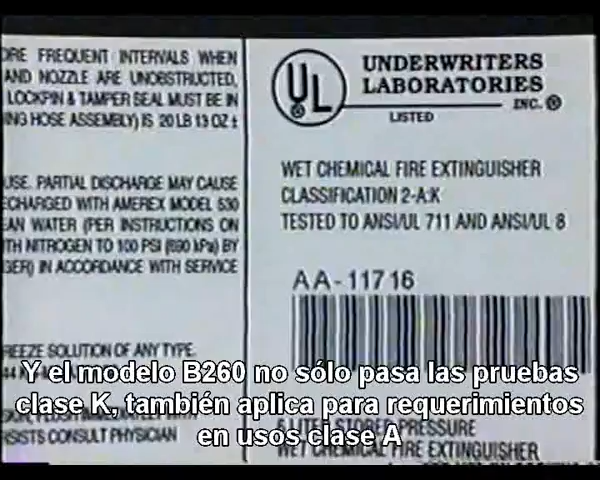 ORE FREQUENT INTERVALS WHEN
AND NOZZLE ARE UNOBSTRUCTED,
LOCKPIN & TAMPER SEAL MUST BE IN
NG HOSE ASSEMBLY) IS 20 LB 13 OZ ±
USE. PARTIAL DISCHARGE MAY CAUSE
ECHARGED WITH AMEREX MODEL 530
EAN WATER (PER INSTRUCTIONS ON
TH NITROGEN TO 100 PSI (690 kPa) BY
GER) IN ACCORDANCE WITH SERVICE
REEZE SOLUTION OF ANY TYPE.
RSISTS CONSULT PHYSICIAN
UL
UNDERWRITERS
LABORATORIES
INC. ®
LISTED
WET CHEMICAL FIRE EXTINGUISHER
CLASSIFICATION 2-A:K
TESTED TO ANSI/UL 711 AND ANSI/UL 8
AA-11716
6 LITER STORED PRESSURE
WET CHEMICAL FIRE EXTINGUISHER
Y el modelo B260 no sólo pasa las pruebas
clase K, también aplica para requerimientos
en usos clase A